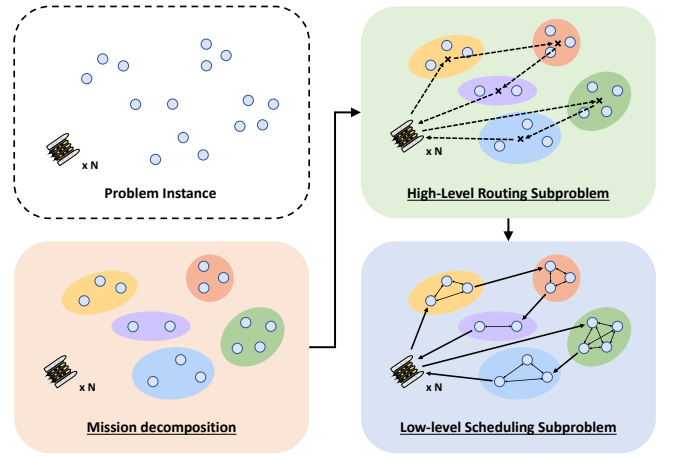 x N
Problem Instance
x N
High-Level Routing Subproblem
x N
Mission decomposition
x N
Low-level Scheduling Subproblem